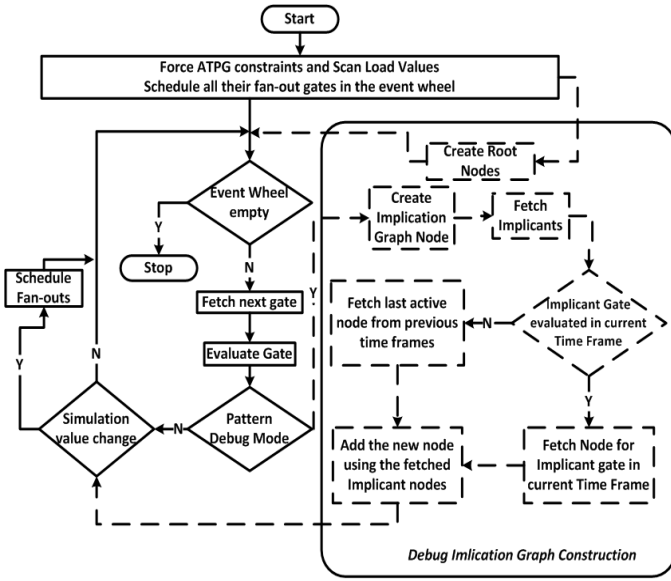 Start
Force ATPG constraints and Scan Load Values
Schedule all their fan-out gates in the event wheel
Create Root
Nodes
Event Wheel
empty
Create
Implication
Graph Node
Fetch
Implicants
Y
Stop
N
Y
Schedule
Fan-outs
Fetch next gate
Fetch last active
node from previous
time frames
N
Implicant Gate
evaluated in current
Time Frame
Evaluate Gate
N
Y
Y
Simulation
value change
N
Pattern
Debug Mode
Add the new node
using the fetched
Implicant nodes
Fetch Node for
Implicant gate in
current Time Frame
Debug Imlication Graph Construction